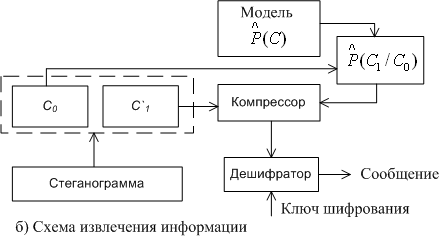 Модель
P̂(C)
P̂(C₁ / C₀)
C₀
C`₁
Компрессор
Стеганограмма
Дешифратор
Сообщение
Ключ шифрования
б) Схема извлечения информации